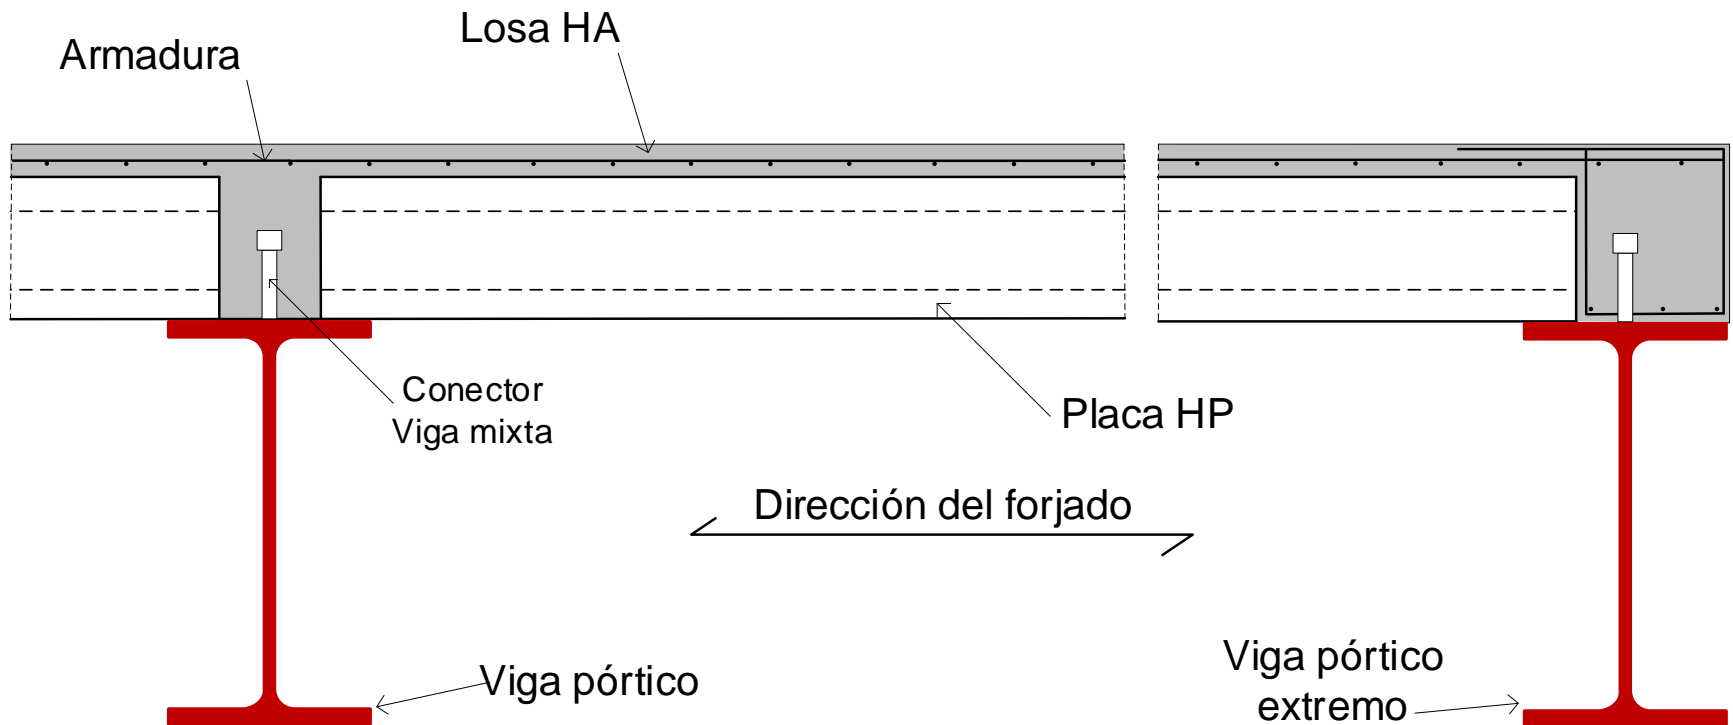 Losa HA
Armadura
Conector
Viga mixta
Placa HP
Dirección del forjado
Viga pórtico
Viga pórtico
extremo